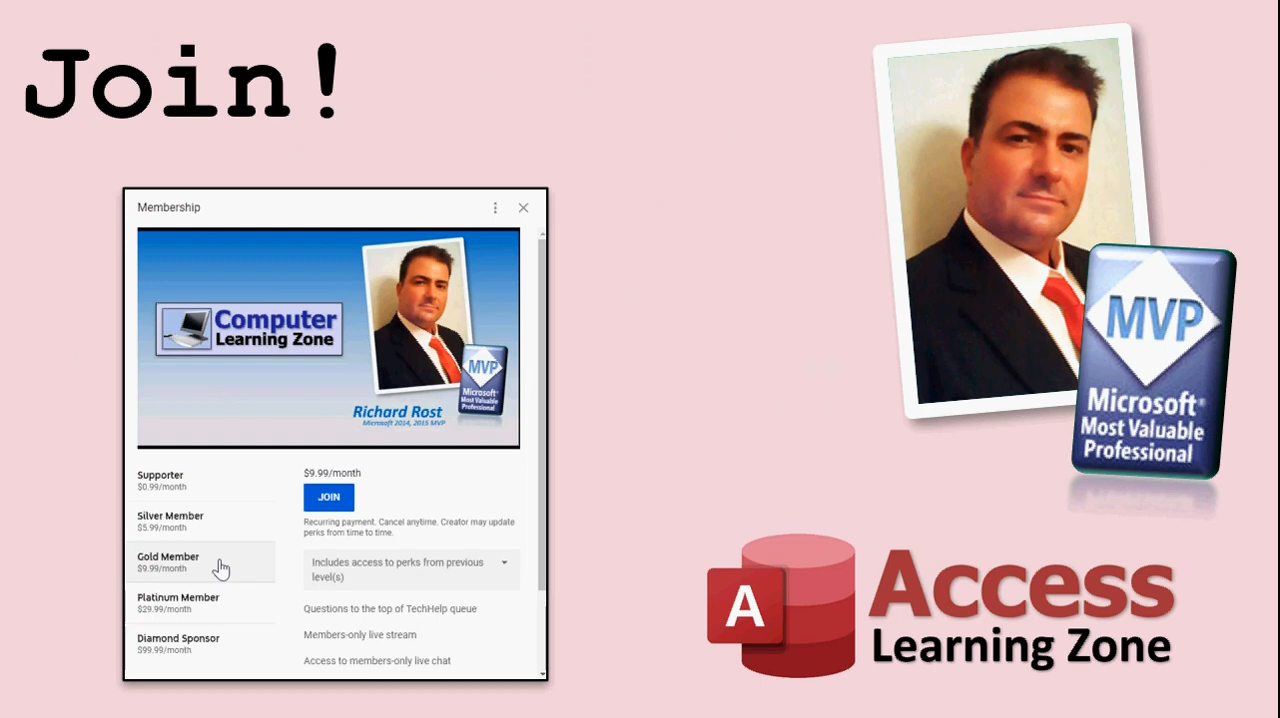 Join!
Membership
Computer
Learning Zone
MVP
Microsoft
Most Valuable
Professional
Richard Rost
Microsoft 2014, 2015 MVP
Supporter
$0.99/month
Silver Member
$5.99/month
Gold Member
$9.99/month
Platinum Member
$29.99/month
Diamond Sponsor
$99.99/month
$9.99/month
JOIN
Recurring payment. Cancel anytime. Creator may update
perks from time to time.
Includes access to perks from previous
level(s)
Questions to the top of TechHelp queue
Members-only live stream
Access to members-only live chat
MVP
Microsoft®
Most Valuable
Professional
A
Access
Learning Zone